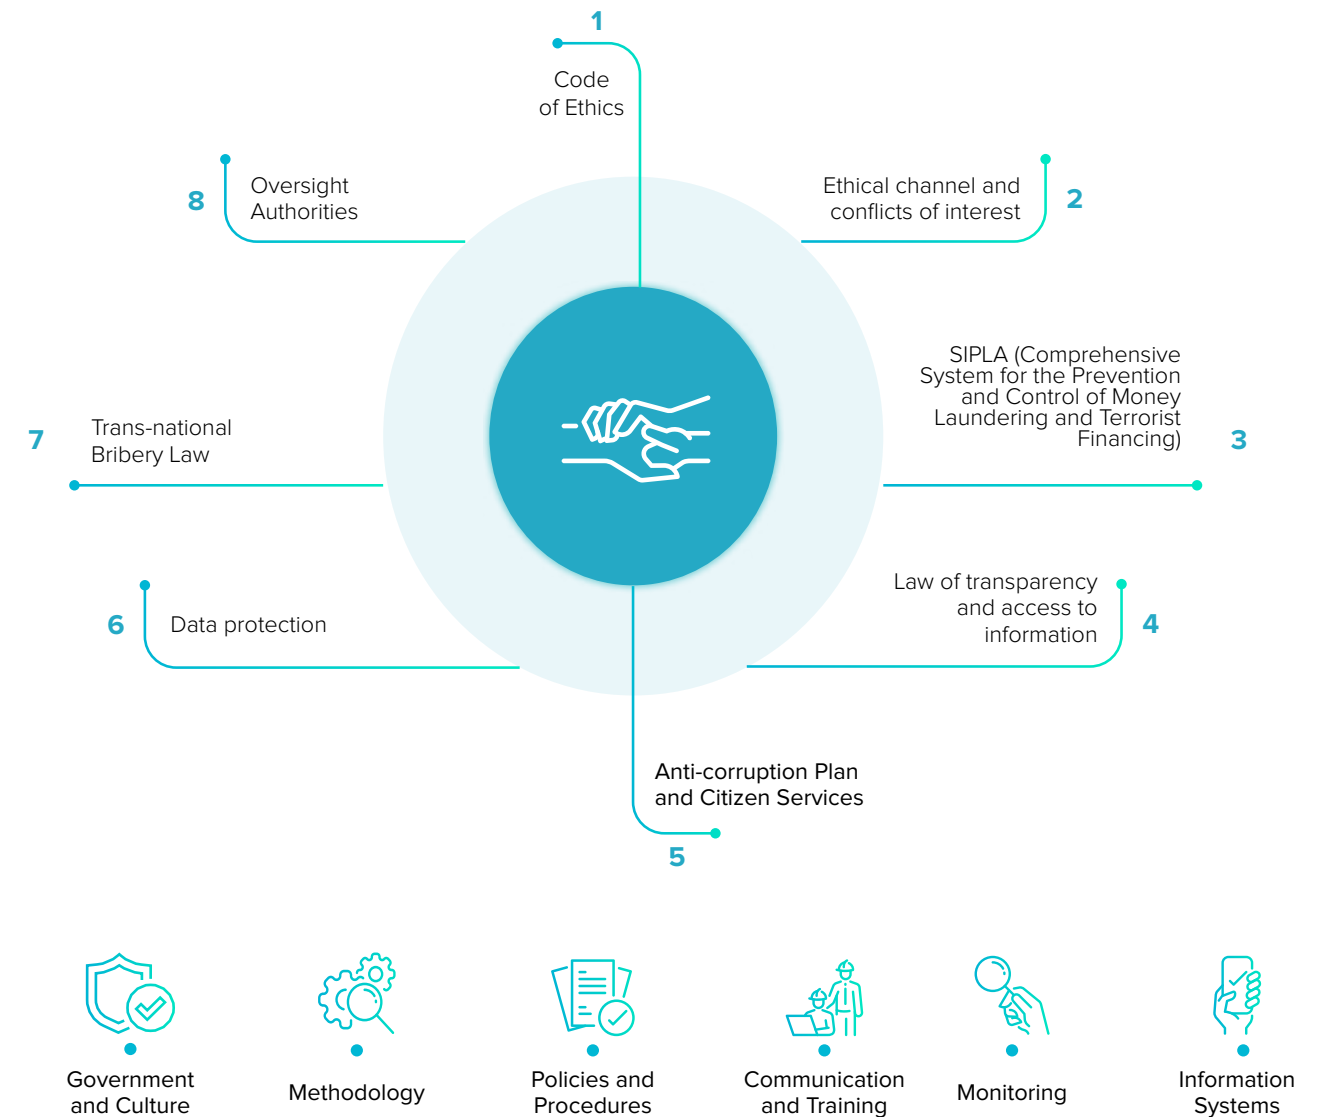 1
Code
of Ethics
Ethical channel and
conflicts of interest
2
SIPLA (Comprehensive
System for the Prevention
and Control of Money
Laundering and Terrorist
Financing)
3
Law of transparency
and access to
information
4
Anti-corruption Plan
and Citizen Services
5
6
Data protection
7
Trans-national
Bribery Law
8
Oversight
Authorities
Government
and Culture
Methodology
Policies and
Procedures
Communication
and Training
Monitoring
Information
Systems